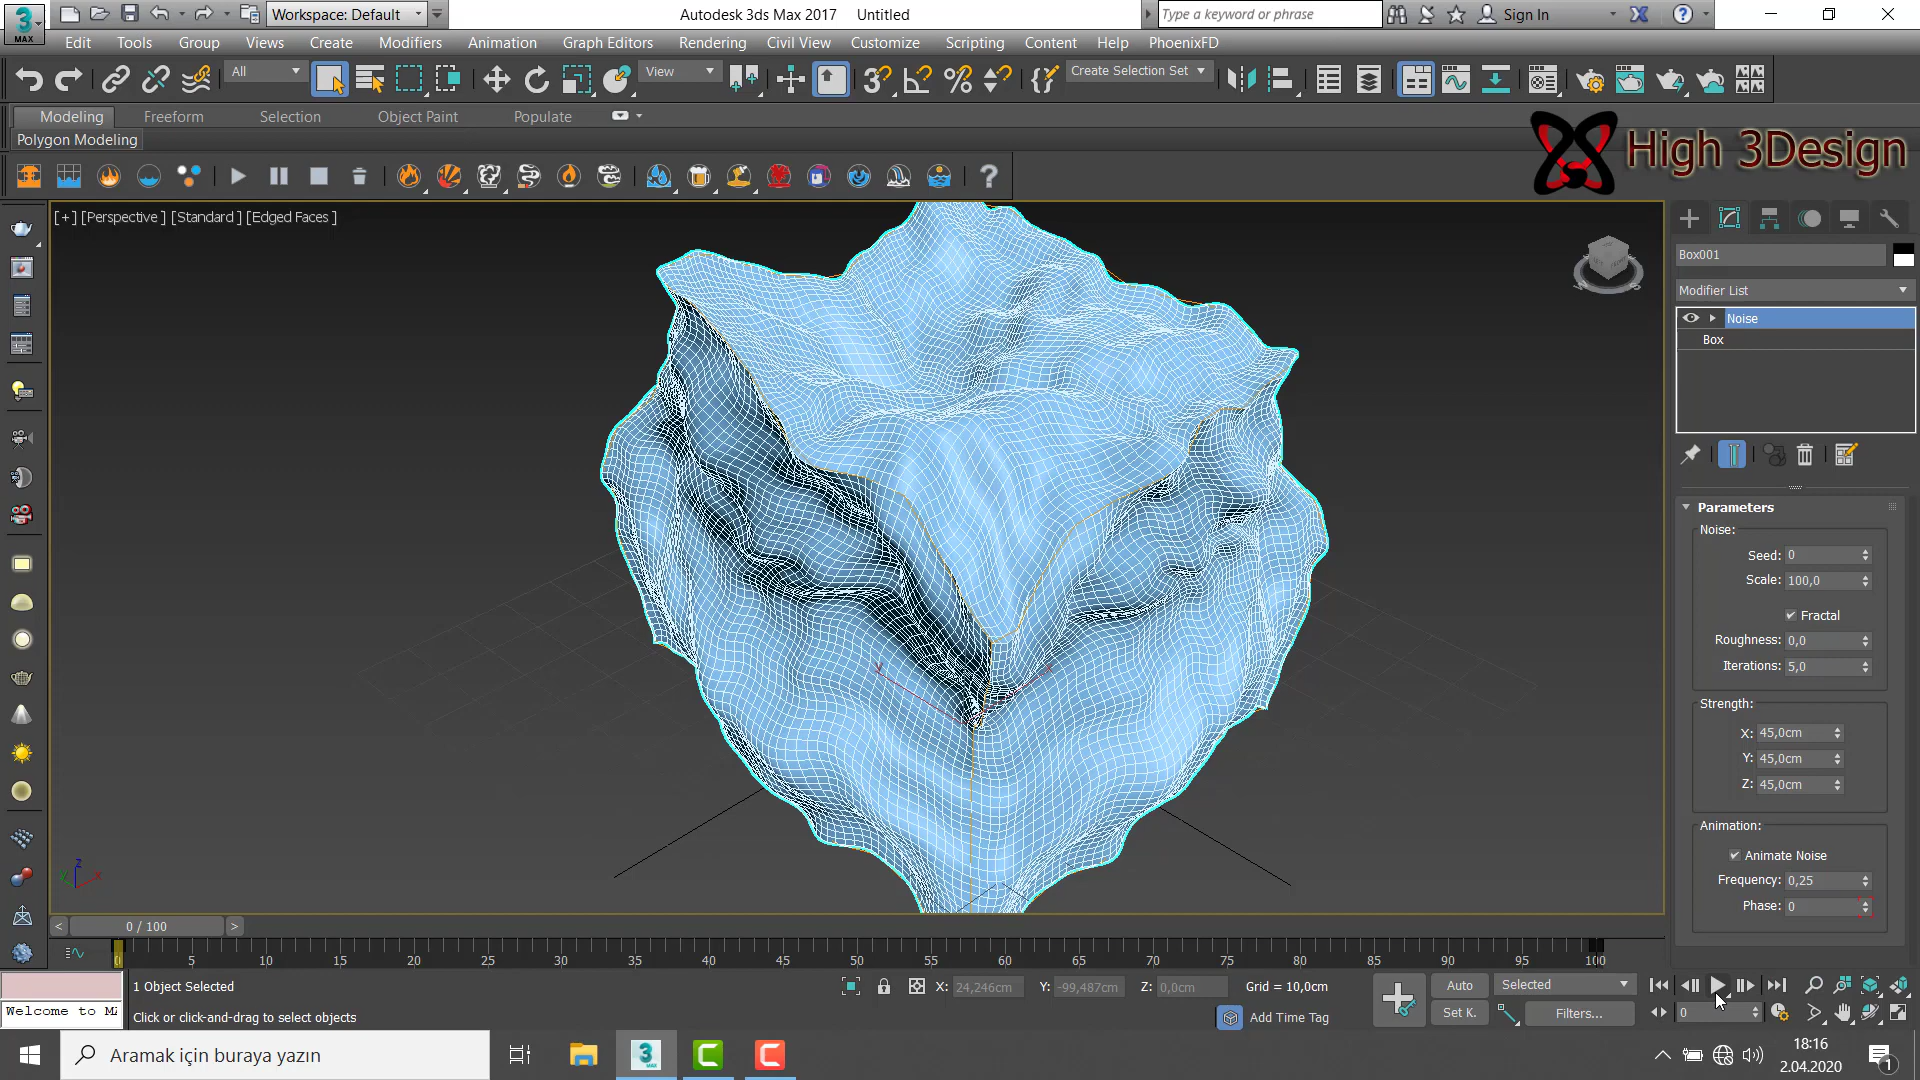 Workspace: Default
Autodesk 3ds Max 2017 Untitled
Type a keyword or phrase
Sign In
3
MAX
Edit Tools Group Views Create Modifiers Animation Graph Editors Rendering Civil View Customize Scripting Content Help PhoenixFD
All
View
Create Selection Set
Modeling Freeform Selection Object Paint Populate
Polygon Modeling
High 3Design
[+] [Perspective ] [Standard ] [Edged Faces ]
Box001
Modifier List
Noise
Box
Parameters
Noise:
Seed: 0
Scale: 100,0
Fractal
Roughness: 0,0
Iterations: 5,0
Strength:
X: 45,0cm
Y: 45,0cm
Z: 45,0cm
Animation:
Animate Noise
Frequency: 0,25
Phase: 0
z
x
y
< 0 / 100 >
0 5 10 15 20 25 30 35 40 45 50 55 60 65 70 75 80 85 90 95 100
1 Object Selected
X: 24,246cm Y: -99,487cm Z: 0,0cm Grid = 10,0cm
Auto
Selected
Welcome to MA
Click or click-and-drag to select objects
Add Time Tag
Set K.
Filters...
0
Aramak için buraya yazın
3
MAX
18:16
2.04.2020
1